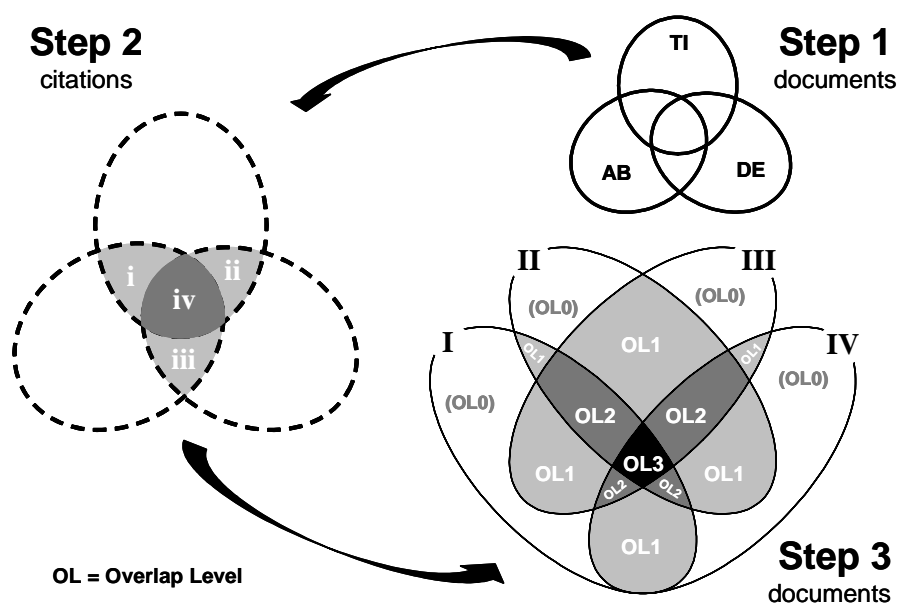 Step 2
citations
Step 1
documents
TI
AB
DE
i
ii
iv
iii
II
III
(OL0)
(OL0)
I
IV
OL1
OL1
OL1
(OL0)
(OL0)
OL2
OL2
OL1
OL3
OL1
OL2
OL2
OL1
Step 3
documents
OL = Overlap Level